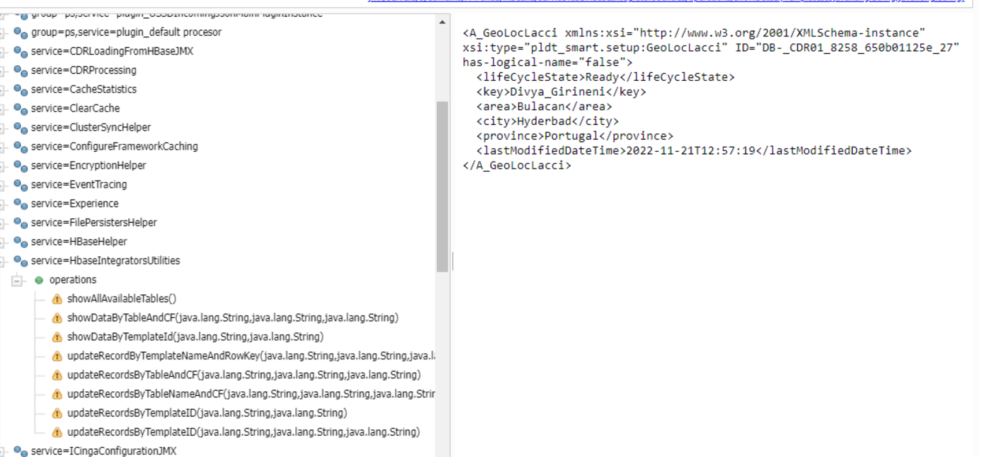 group=ps,service=plugin_default procesor
service=CDRLoadingFromHBaseJMX
service=CDRProcessing
service=CacheStatistics
service=ClearCache
service=ClusterSyncHelper
service=ConfigureFrameworkCaching
service=EncryptionHelper
service=EventTracing
service=Experience
service=FilePersistersHelper
service=HBaseHelper
service=HbaseIntegratorsUtilities
operations
showAllAvailableTables()
showDataByTableAndCF(java.lang.String,java.lang.String,java.lang.String)
showDataByTemplateId(java.lang.String,java.lang.String)
updateRecordByTemplateNameAndRowKey(java.lang.String,java.lang.String,java.l
updateRecordsByTableAndCF(java.lang.String,java.lang.String,java.lang.String)
updateRecordsByTableNameAndCF(java.lang.String,java.lang.String,java.lang.Strin
updateRecordsByTemplateID(java.lang.String,java.lang.String)
updateRecordsByTemplateID(java.lang.String,java.lang.String,java.lang.String)
service=ICingaConfigurationJMX
<A_GeoLocLacci xmlns:xsi="http://www.w3.org/2001/XMLSchema-instance"
xsi:type="pldt_smart.setup:GeoLocLacci" ID="DB-_CDR01_8258_650b01125e_27"
has-logical-name="false">
<lifeCycleState>Ready</lifeCycleState>
<key>Divya_Girineni</key>
<area>Bulacan</area>
<city>Hyderbad</city>
<province>Portugal</province>
<lastModifiedDateTime>2022-11-21T12:57:19</lastModifiedDateTime>
</A_GeoLocLacci>